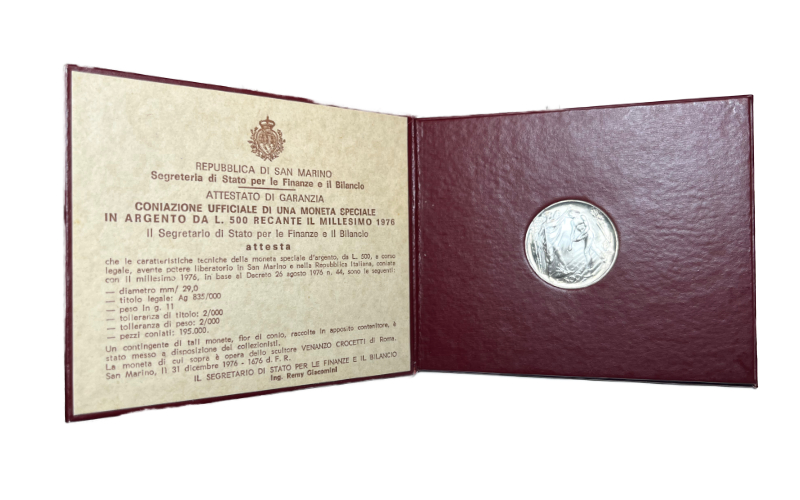 REPUBBLICA DI SAN MARINO
Segreteria di Stato per le Finanze e il Bilancio
ATTESTATO DI GARANZIA
CONIAZIONE UFFICIALE DI UNA MONETA SPECIALE
IN ARGENTO DA L. 500 RECANTE IL MILLESIMO 1976
Il Segretario di Stato per le Finanze e il Bilancio
attesta
che le caratteristiche tecniche della moneta speciale d'argento, da L. 500, a corso
legale, avente potere liberatorio in San Marino e nella Repubblica Italiana, coniata
con il millesimo 1976, in base al Decreto 26 agosto 1976 n. 44, sono le seguenti:
— diametro mm/ 29,0
— titolo legale: Ag 835/000
— peso in g. 11
— tolleranza di titolo: 2/000
— tolleranza di peso: 2/000
— pezzi coniati: 195.000.
Un contingente di tali monete, fior di conio, raccolte in apposito contenitore, è
stato messo a disposizione dei collezionisti.
La moneta di cui sopra è opera dello scultore VENANZO CROCETTI di Roma.
San Marino, lì 31 dicembre 1976 - 1676 d. F. R.
IL SEGRETARIO DI STATO PER LE FINANZE E IL BILANCIO
Ing. Remy Giacomini